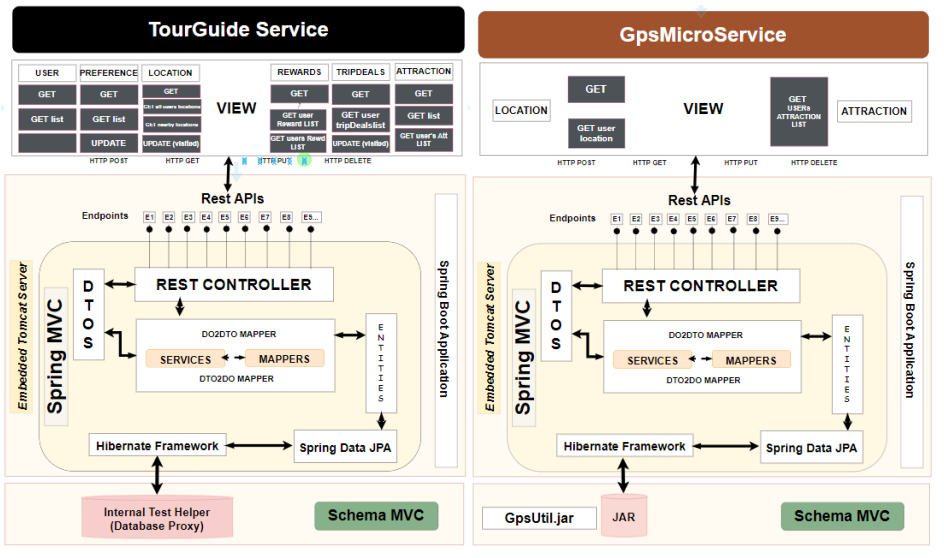 TourGuide Service
USER
PREFERENCE
LOCATION
GET
GET
GET
GET all users locations
GET list
GET list
GET nearby locations
UPDATE
UPDATE (visited)
VIEW
REWARDS
TRIPDEALS
ATTRACTION
GET
GET
GET
GET user
Reward LIST
GET user
tripDealslist
GET list
GET users Rewd
LIST
UPDATE (visited)
GET user's Att
LIST
HTTP POST
HTTP GET
HTTP PUT
HTTP DELETE
Rest APIs
Endpoints
E1
E2
E3
E4
E5
E6
E7
E8
E9...
Embedded Tomcat Server
Spring MVC
DTOS
REST CONTROLLER
DO2DTO MAPPER
SERVICES
MAPPERS
DTO2DO MAPPER
ENTITIES
Hibernate Framework
Spring Data JPA
Spring Boot Application
Internal Test Helper
(Database Proxy)
Schema MVC
GpsMicroService
LOCATION
GET
GET user
location
VIEW
GET
USERs
ATTRACTION
LIST
ATTRACTION
HTTP POST
HTTP GET
HTTP PUT
HTTP DELETE
Rest APIs
Endpoints
E1
E2
E3
E4
E5
E6
E7
E8
E9...
Embedded Tomcat Server
Spring MVC
DTOS
REST CONTROLLER
DO2DTO MAPPER
SERVICES
MAPPERS
DTO2DO MAPPER
ENTITIES
Hibernate Framework
Spring Data JPA
Spring Boot Application
GpsUtil.jar
JAR
Schema MVC